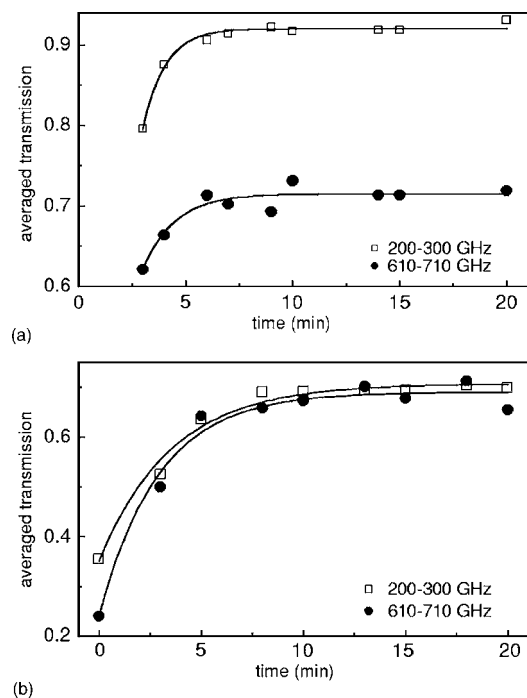 0.9
0.8
0.7
0.6
averaged transmission
200-300 GHz
610-710 GHz
0 5 10 15 20
time (min)
(a)
0.6
0.4
0.2
averaged transmission
200-300 GHz
610-710 GHz
0 5 10 15 20
time (min)
(b)